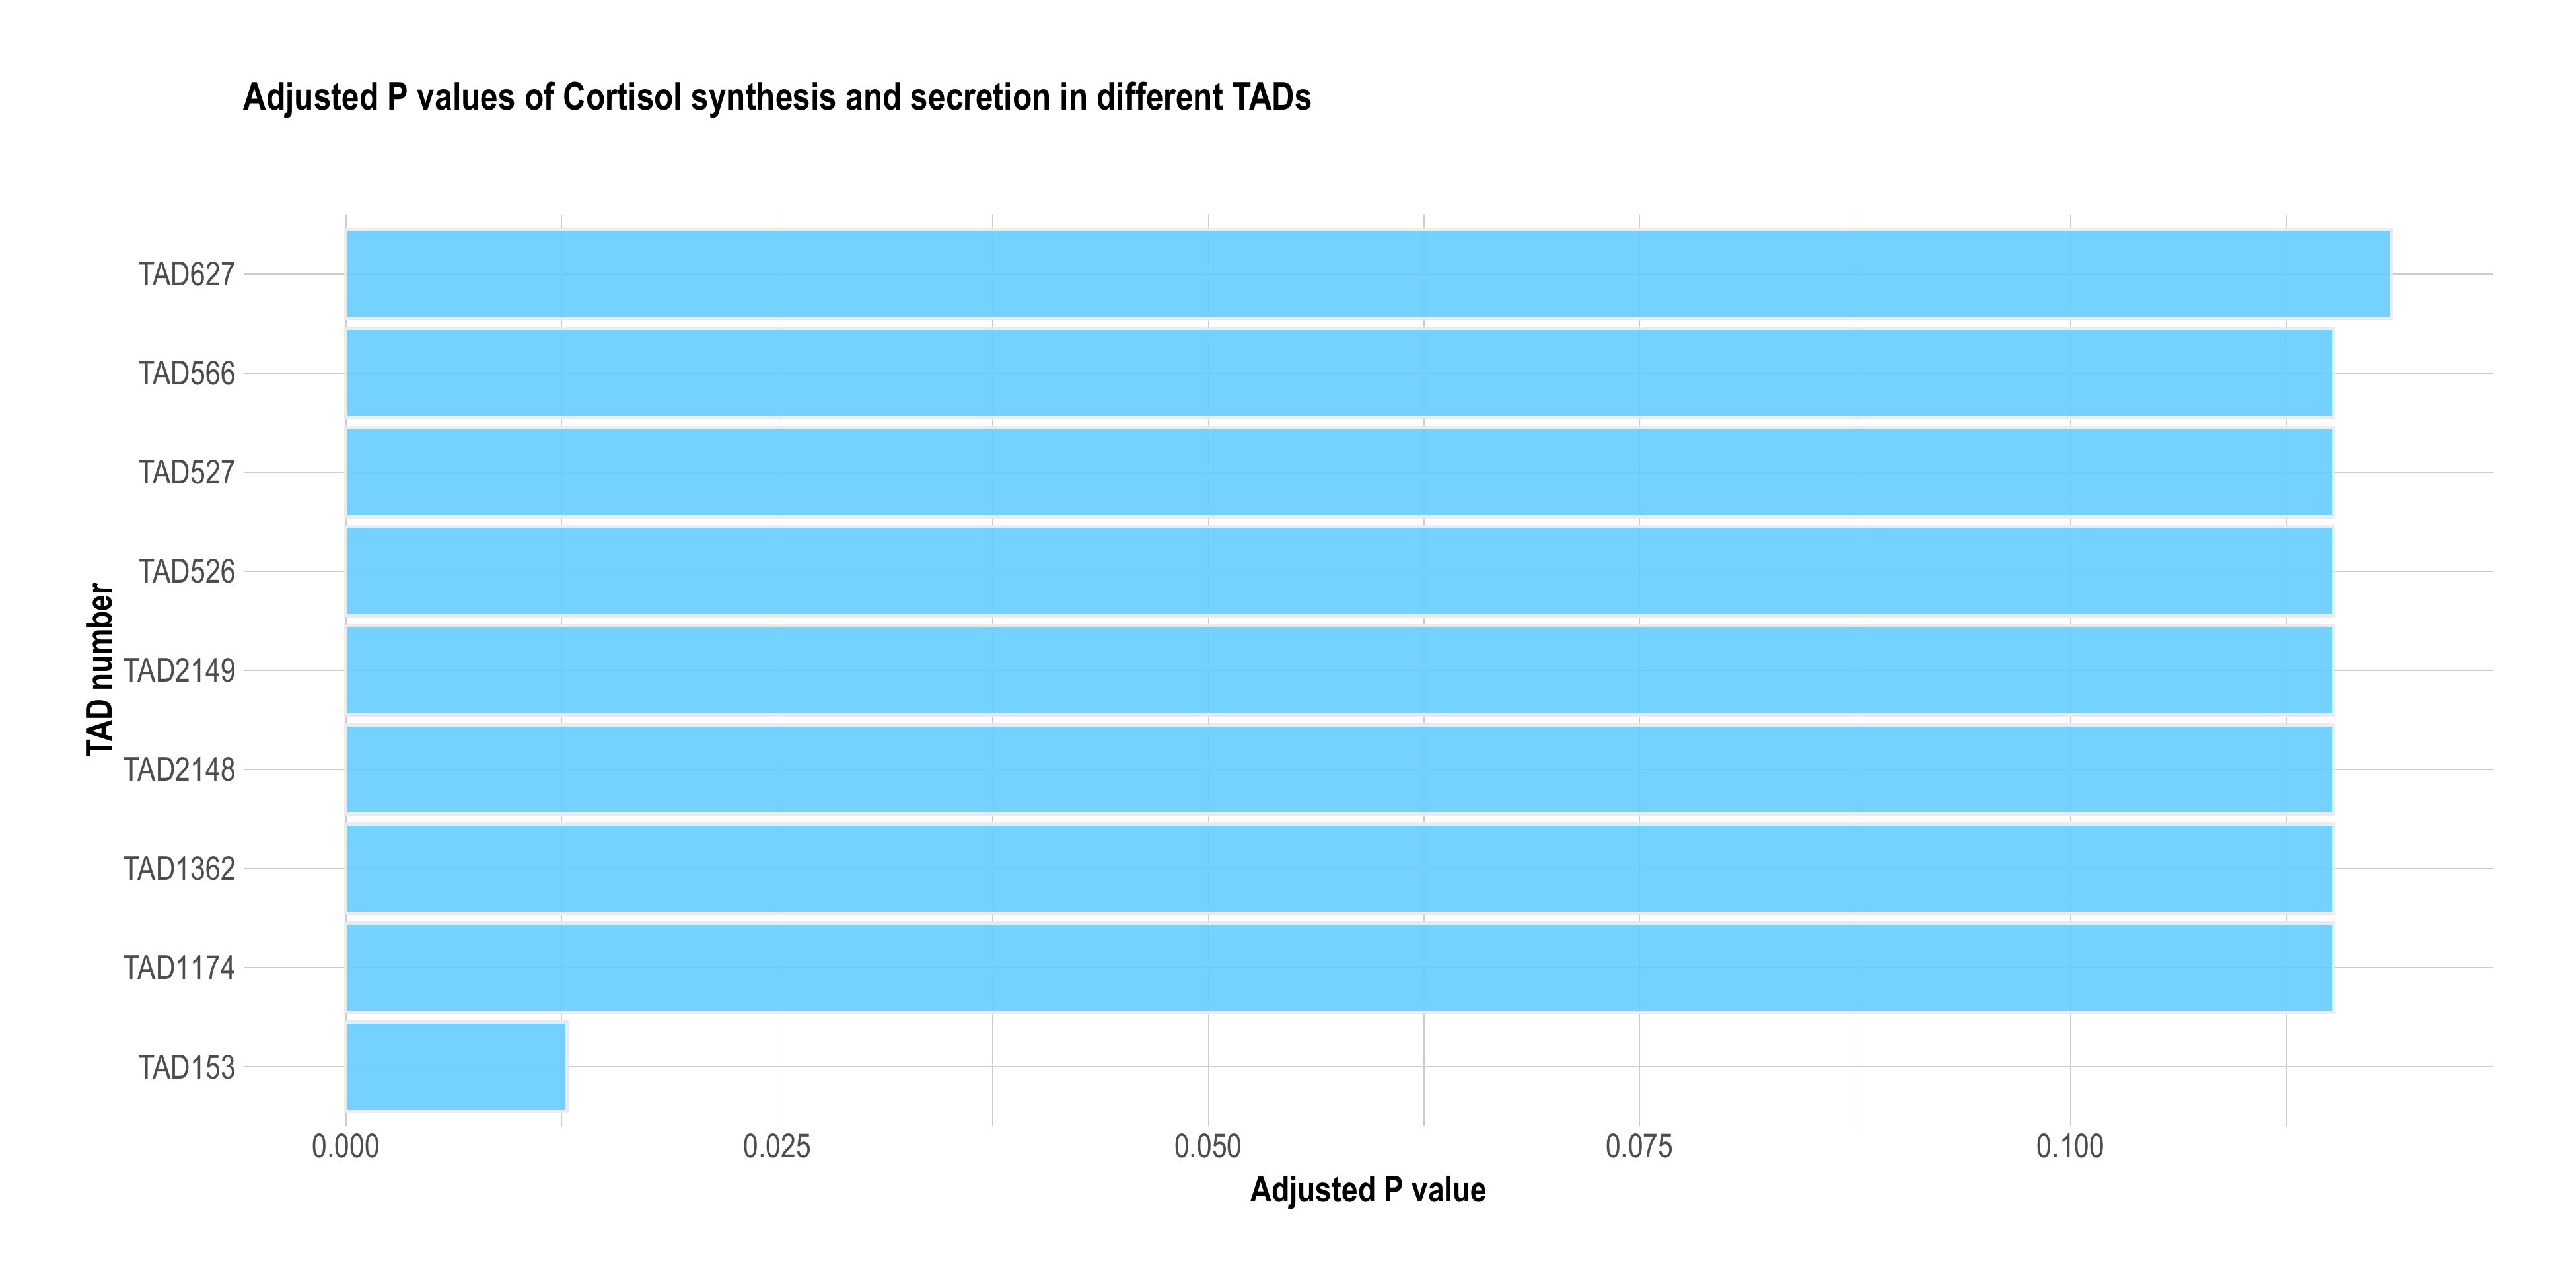 Adjusted P values of Cortisol synthesis and secretion in different TADs
TAD627
TAD566
TAD527
TAD526
TAD2149
TAD2148
TAD1362
TAD1174
TAD153
TAD number
0.000 0.025 0.050 0.075 0.100
Adjusted P value